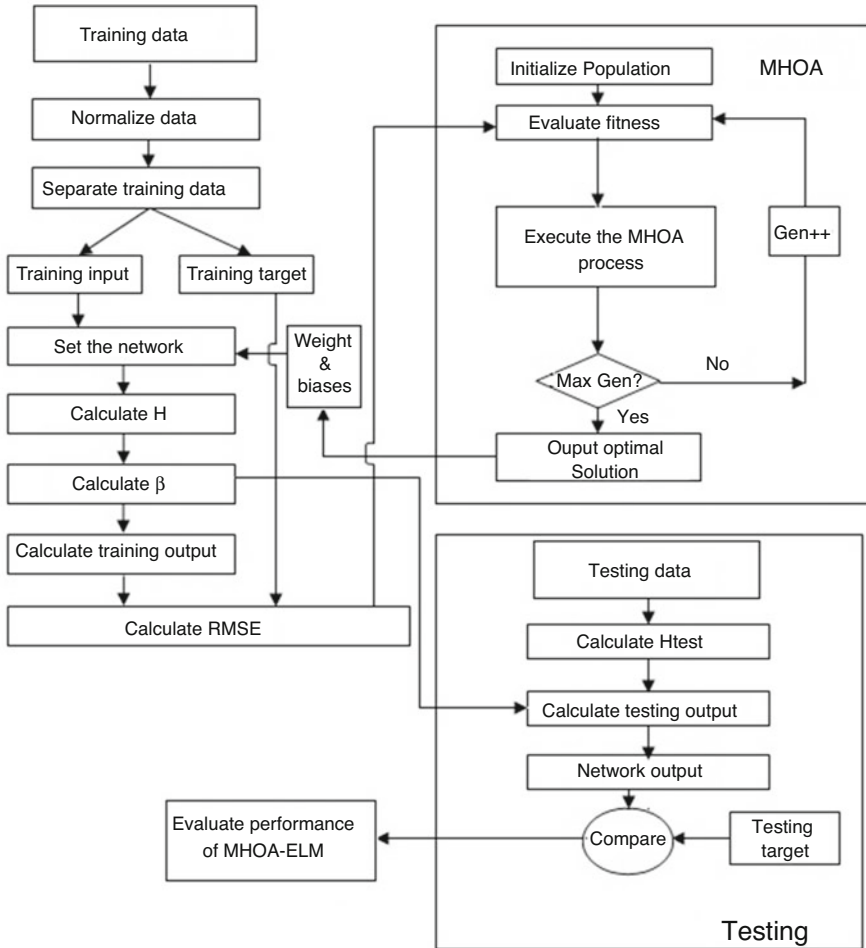 Training data
Normalize data
Separate training data
Training input
Training target
Set the network
Weight
&
biases
Calculate H
Calculate β
Calculate training output
Calculate RMSE
MHOA
Initialize Population
Evaluate fitness
Execute the MHOA
process
Gen++
Max Gen?
No
Yes
Ouput optimal
Solution
Testing data
Calculate Htest
Calculate testing output
Network output
Compare
Testing
target
Evaluate performance
of MHOA-ELM
Testing